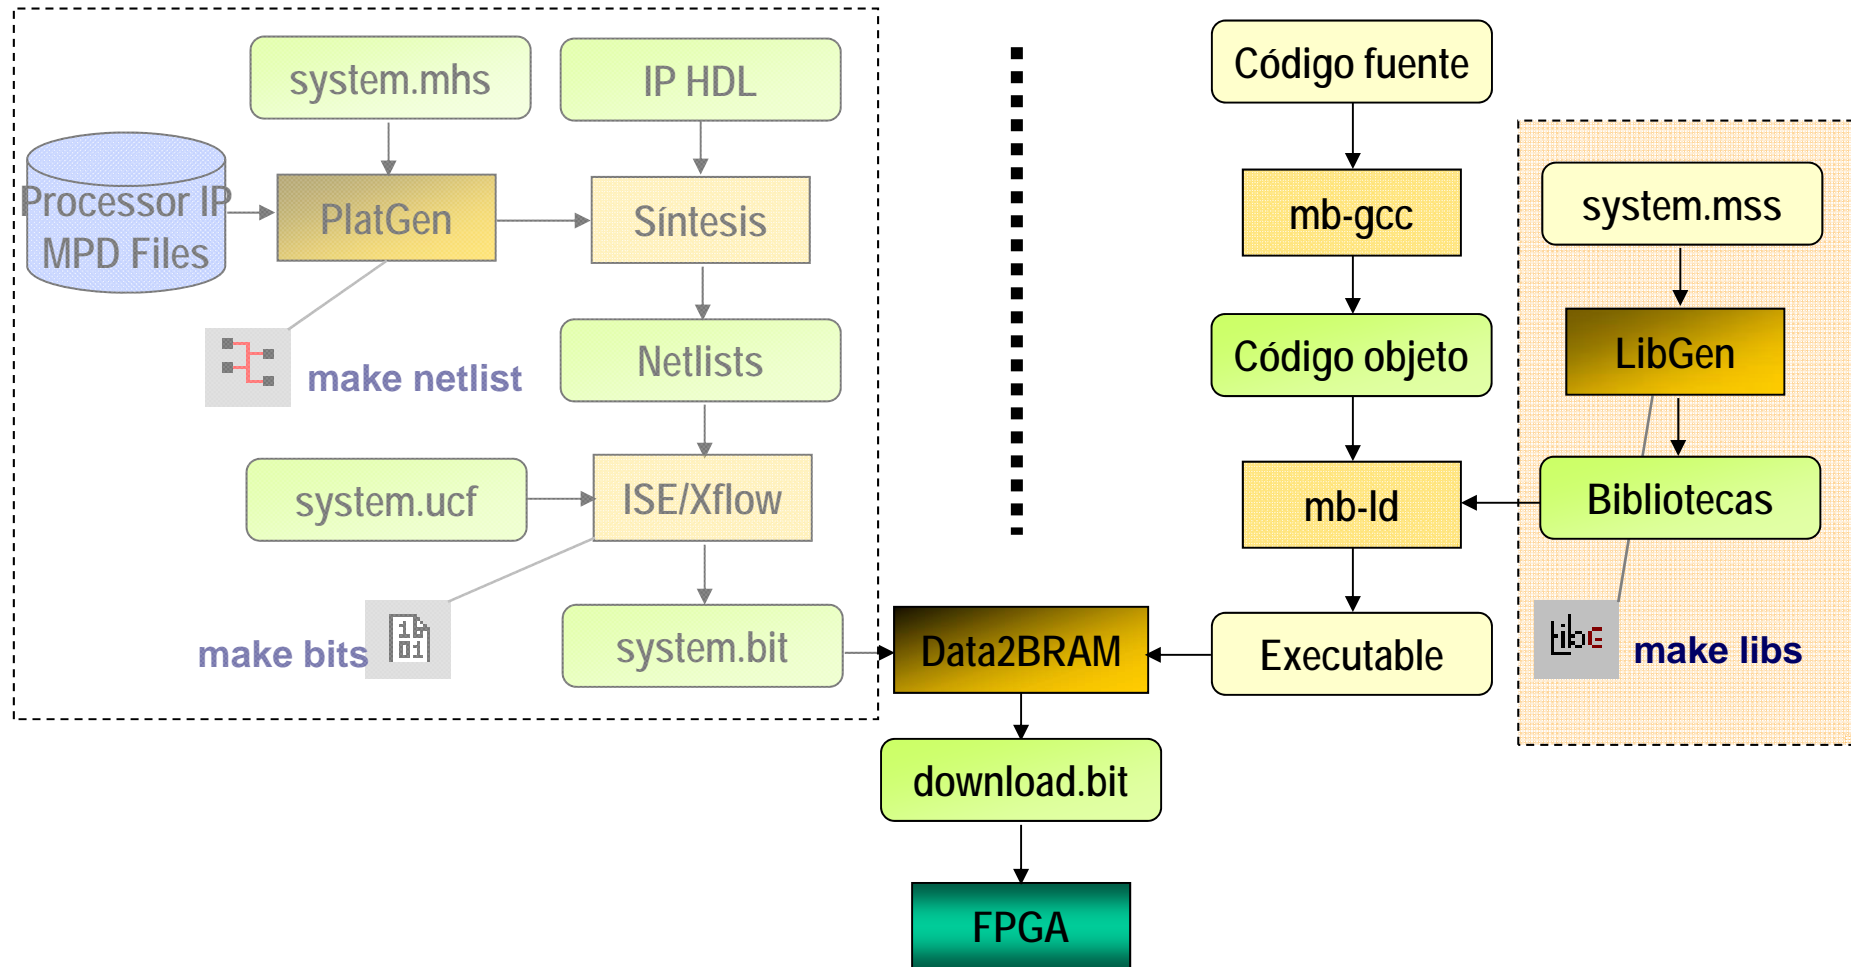 system.mhs
IP HDL
Processor IP
MPD Files
PlatGen
Síntesis
make netlist
Netlists
system.ucf
ISE/Xflow
make bits
system.bit
Código fuente
mb-gcc
Código objeto
mb-ld
Executable
system.mss
LibGen
Bibliotecas
make libs
Data2BRAM
download.bit
FPGA